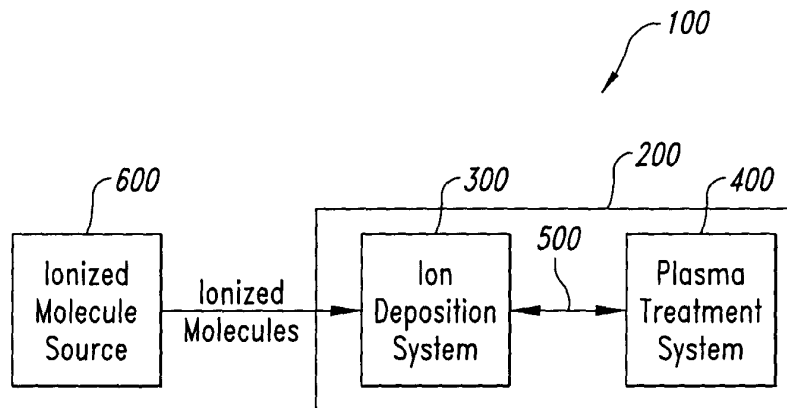 100
200
600
300
400
Ionized
Molecule
Source
Ionized
Molecules
Ion
Deposition
System
500
Plasma
Treatment
System